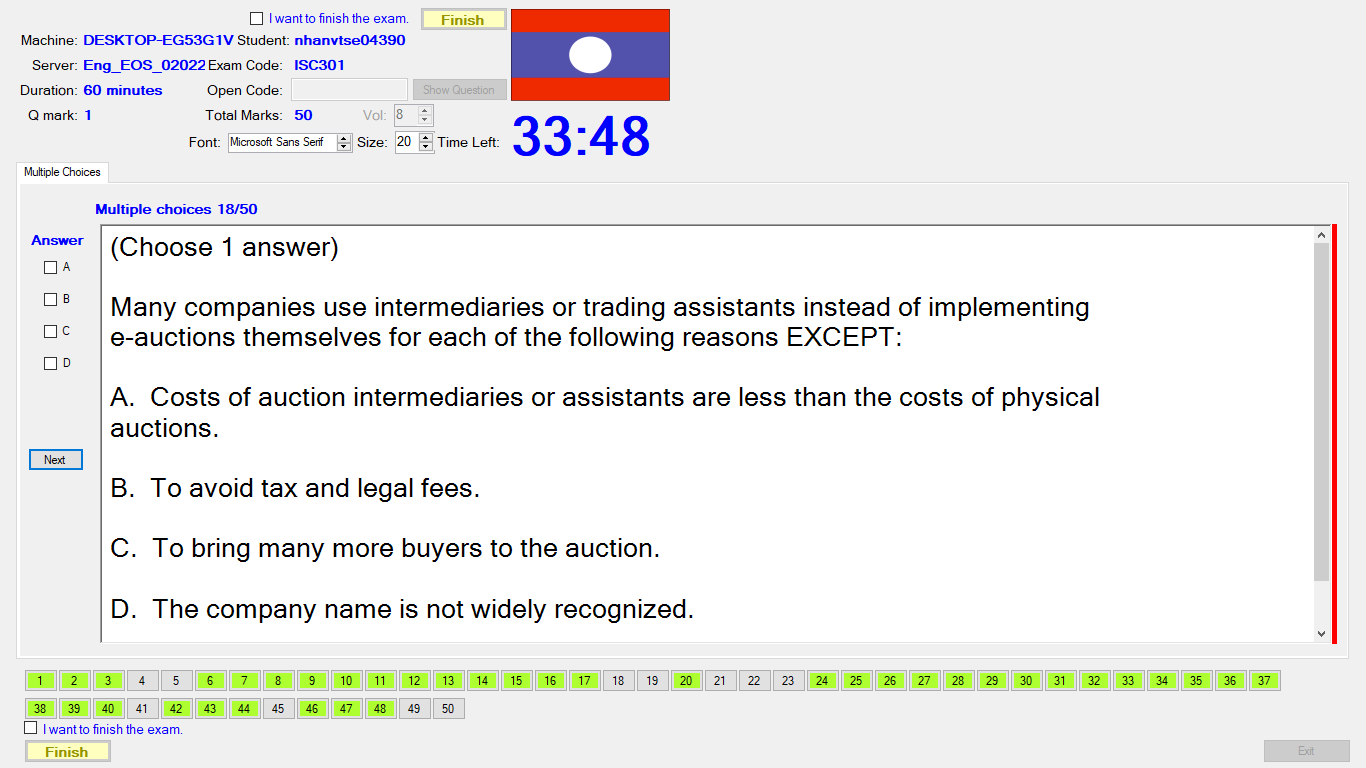 I want to finish the exam.
Finish
Machine: DESKTOP-EG53G1V Student: nhanvtse04390
Server: Eng_EOS_02022 Exam Code: ISC301
Duration: 60 minutes Open Code: Show Question
Q mark: 1 Total Marks: 50 Vol: 8
Font: Microsoft Sans Serif Size: 20 Time Left: 33:48
Multiple Choices
Multiple choices 18/50
Answer
A
B
C
D
Next
(Choose 1 answer)
Many companies use intermediaries or trading assistants instead of implementing
e-auctions themselves for each of the following reasons EXCEPT:
A. Costs of auction intermediaries or assistants are less than the costs of physical
auctions.
B. To avoid tax and legal fees.
C. To bring many more buyers to the auction.
D. The company name is not widely recognized.
1 2 3 4 5 6 7 8 9 10 11 12 13 14 15 16 17 18 19 20 21 22 23 24 25 26 27 28 29 30 31 32 33 34 35 36 37
38 39 40 41 42 43 44 45 46 47 48 49 50
I want to finish the exam.
Finish
Exit